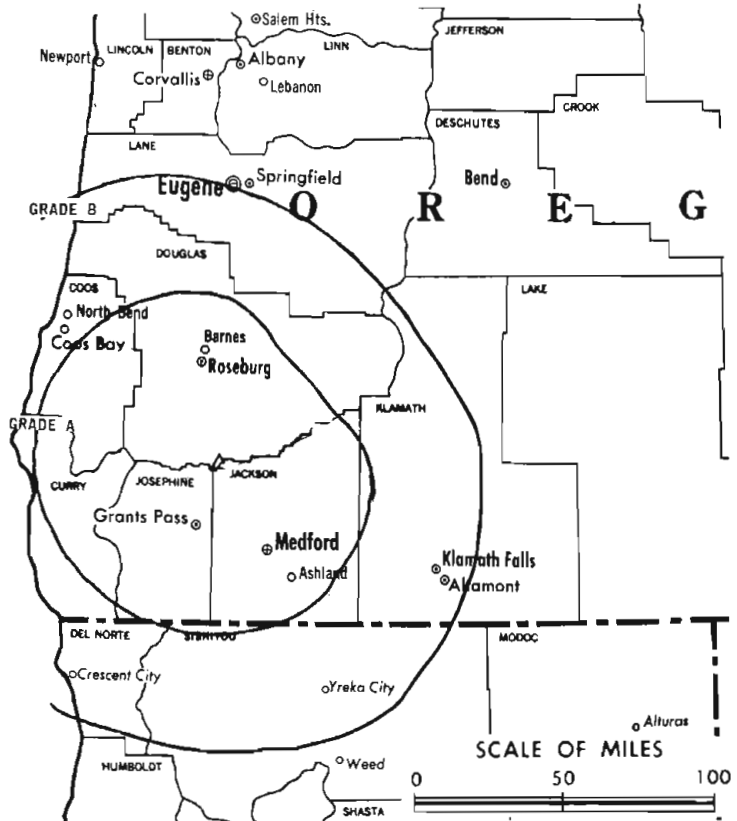 Salem Hts.
JEFFERSON
LINCOLN
BENTON
LINN
Newport
Albany
Corvallis
Lebanon
CROOK
DESCHUTES
LANE
Springfield
Eugene
Bend
O R E G
GRADE B
DOUGLAS
COOS
LAKE
North Bend
Coos Bay
Barnes
Roseburg
KLAMATH
GRADE A
CURRY
JOSEPHINE
JACKSON
Grants Pass
Medford
Klamath Falls
Ashland
Altamont
DEL NORTE
SISKIYOU
MODOC
Crescent City
Yreka City
Alturas
SCALE OF MILES
Weed
HUMBOLDT
0 50 100
SHASTA